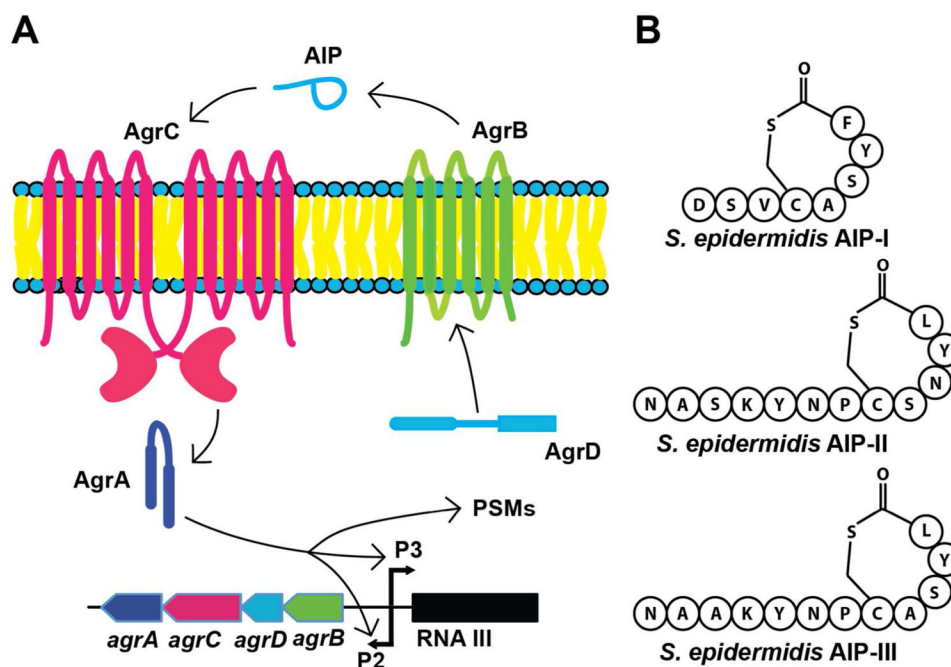 A
AIP
AgrC
AgrB
AgrD
AgrA
PSMs
P3
agrA agrC agrD agrB
P2
RNA III
B
O
S
F
Y
S
D S V C A
S. epidermidis AIP-I
O
S
L
Y
N
N A S K Y N P C S
S. epidermidis AIP-II
O
S
L
Y
S
N A A K Y N P C A
S. epidermidis AIP-III